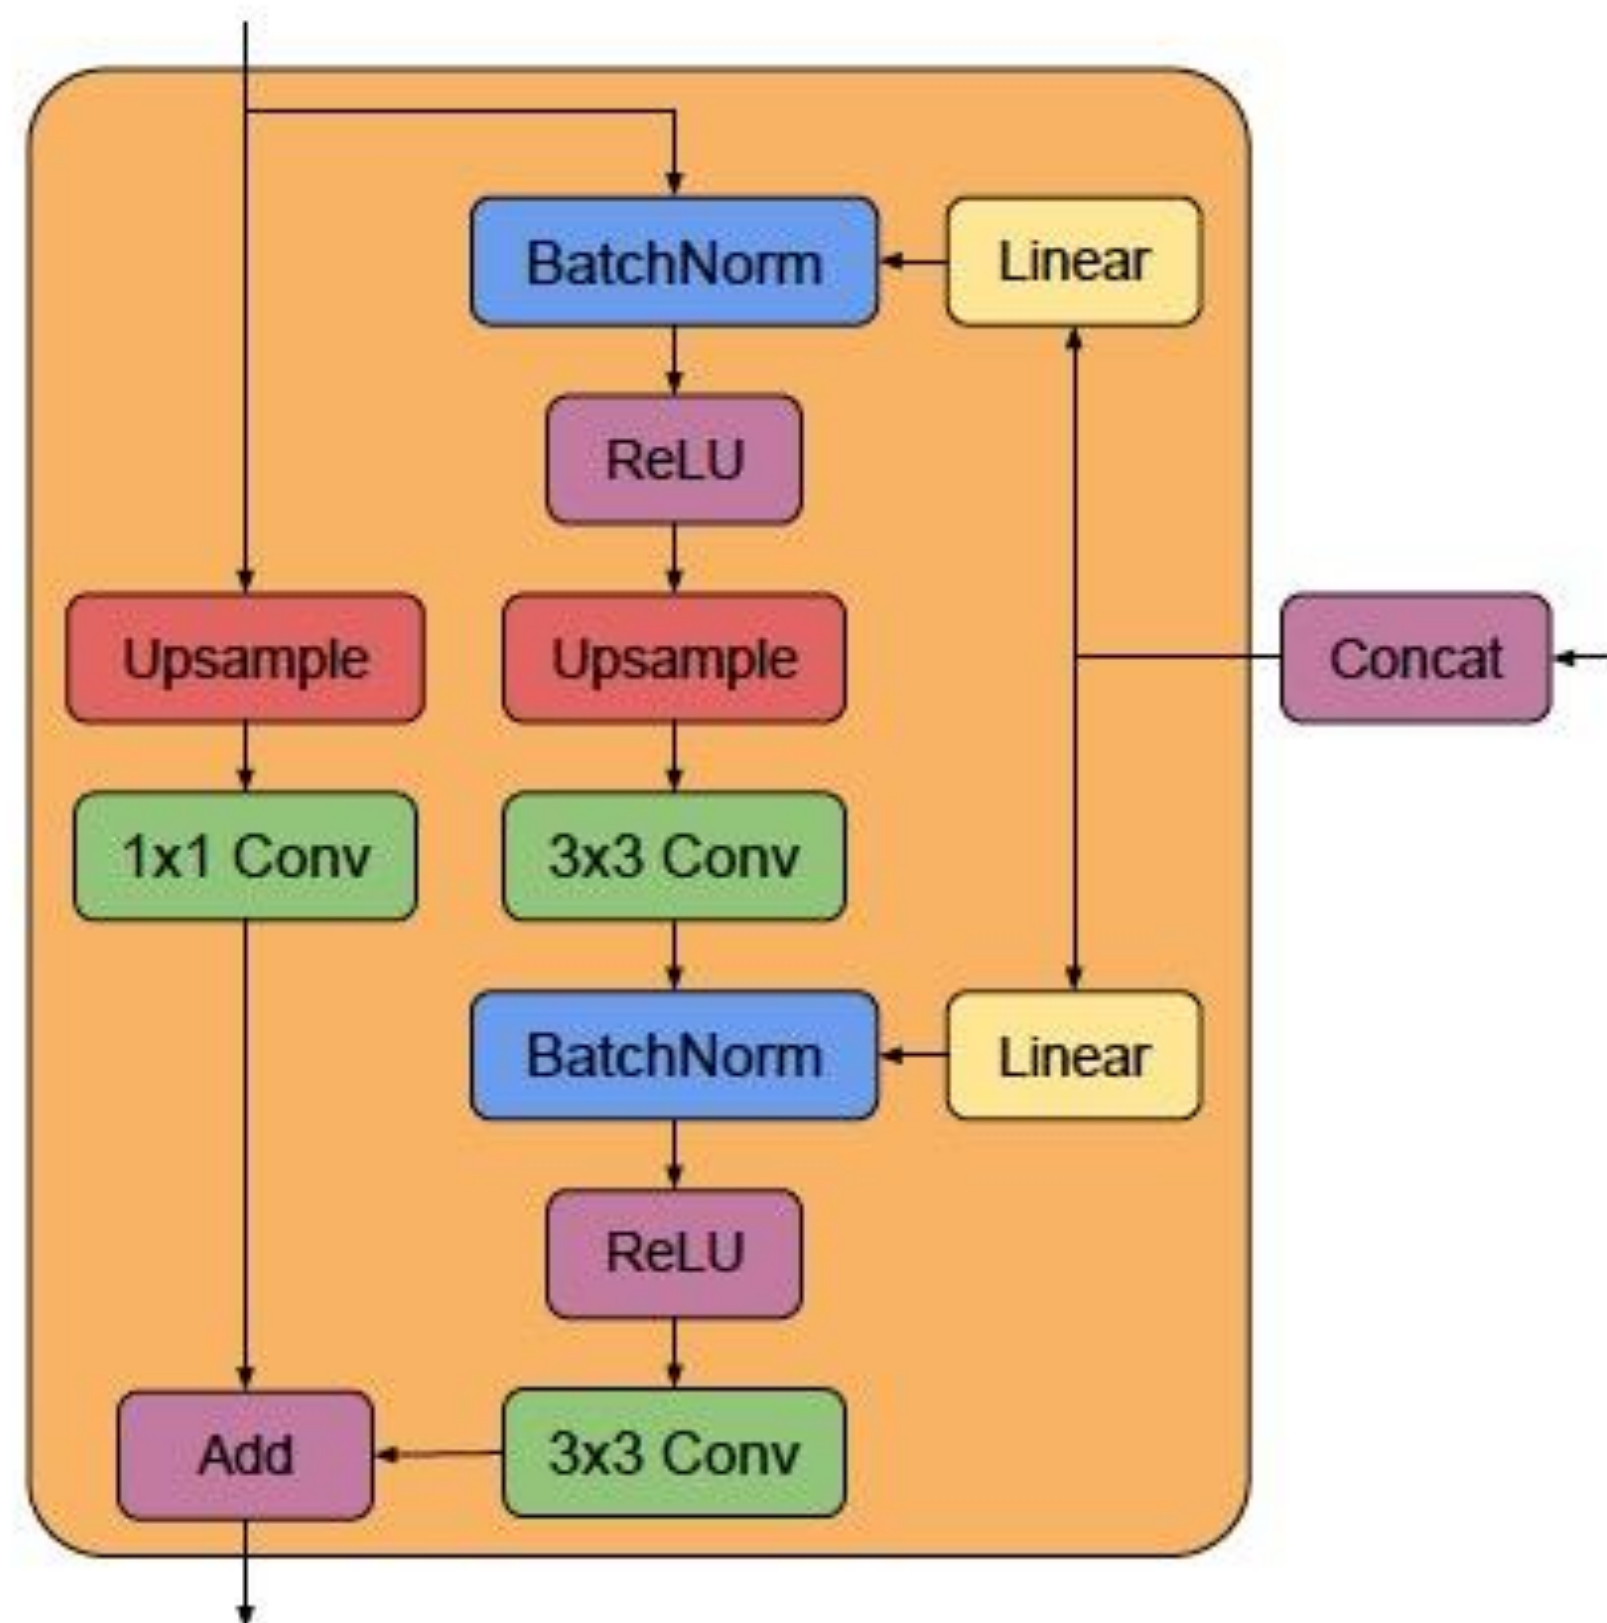 BatchNorm
Linear
ReLU
Upsample
Upsample
Concat
1x1 Conv
3x3 Conv
BatchNorm
Linear
ReLU
Add
3x3 Conv